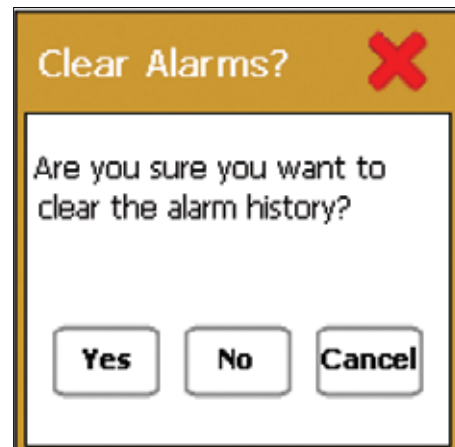 Clear Alarms?
Are you sure you want to
clear the alarm history?
Yes No Cancel